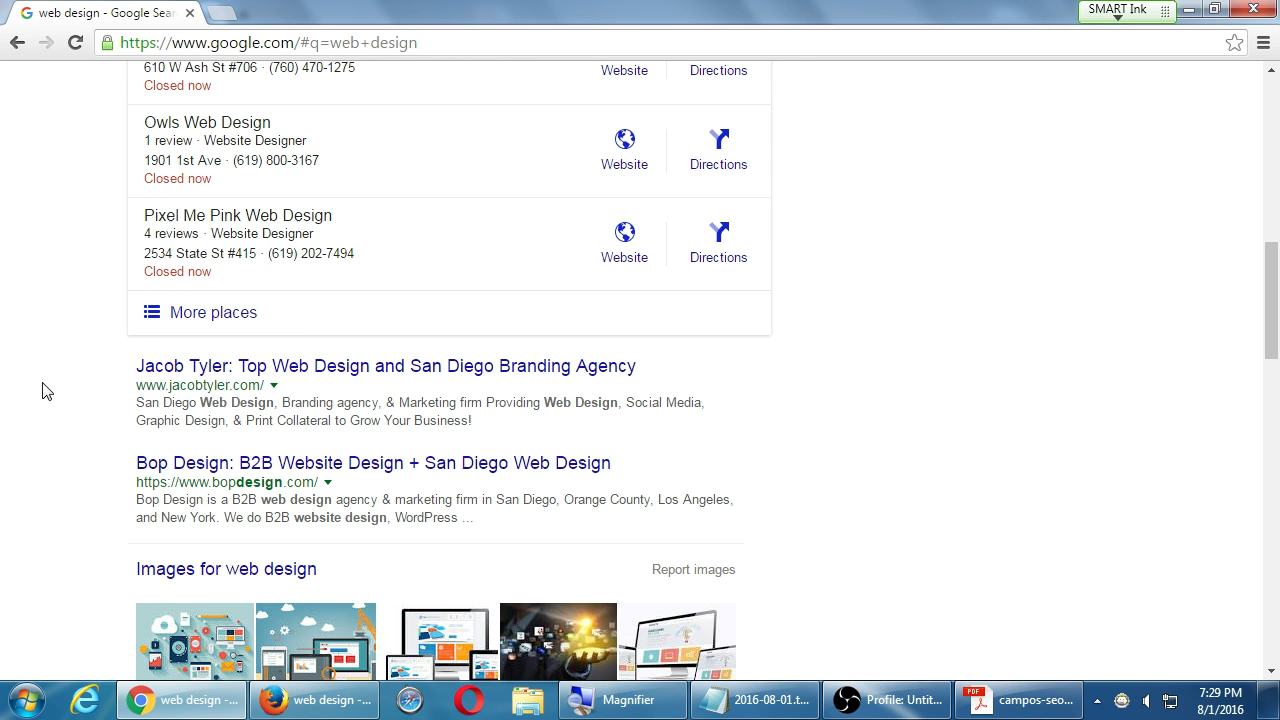 web design - Google Sear
SMART Ink
https://www.google.com/#q=web+design
610 W Ash St #706 · (760) 470-1275
Closed now
Website
Directions
Owls Web Design
1 review · Website Designer
1901 1st Ave · (619) 800-3167
Closed now
Website
Directions
Pixel Me Pink Web Design
4 reviews · Website Designer
2534 State St #415 · (619) 202-7494
Closed now
Website
Directions
More places
Jacob Tyler: Top Web Design and San Diego Branding Agency
www.jacobtyler.com/
San Diego Web Design, Branding agency, & Marketing firm Providing Web Design, Social Media,
Graphic Design, & Print Collateral to Grow Your Business!
Bop Design: B2B Website Design + San Diego Web Design
https://www.bopdesign.com/
Bop Design is a B2B web design agency & marketing firm in San Diego, Orange County, Los Angeles,
and New York. We do B2B website design, WordPress ...
Images for web design
Report images
web design -...
web design -...
Magnifier
2016-08-01.t...
Profile: Untit...
PDF
campos-seo...
7:29 PM
8/1/2016